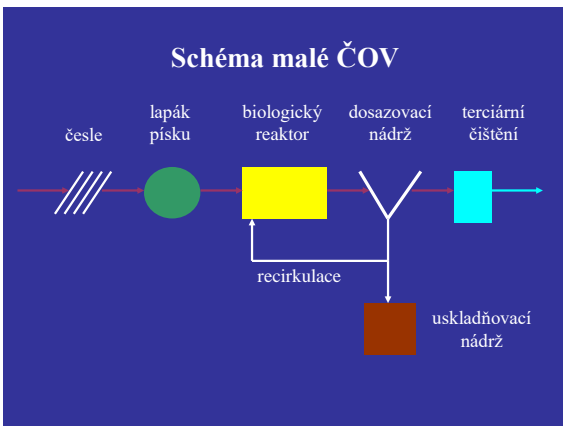 Schéma malé ČOV
česle
lapák
písku
biologický
reaktor
dosazovací
nádrž
terciární
čištění
recirkulace
uskladňovací
nádrž